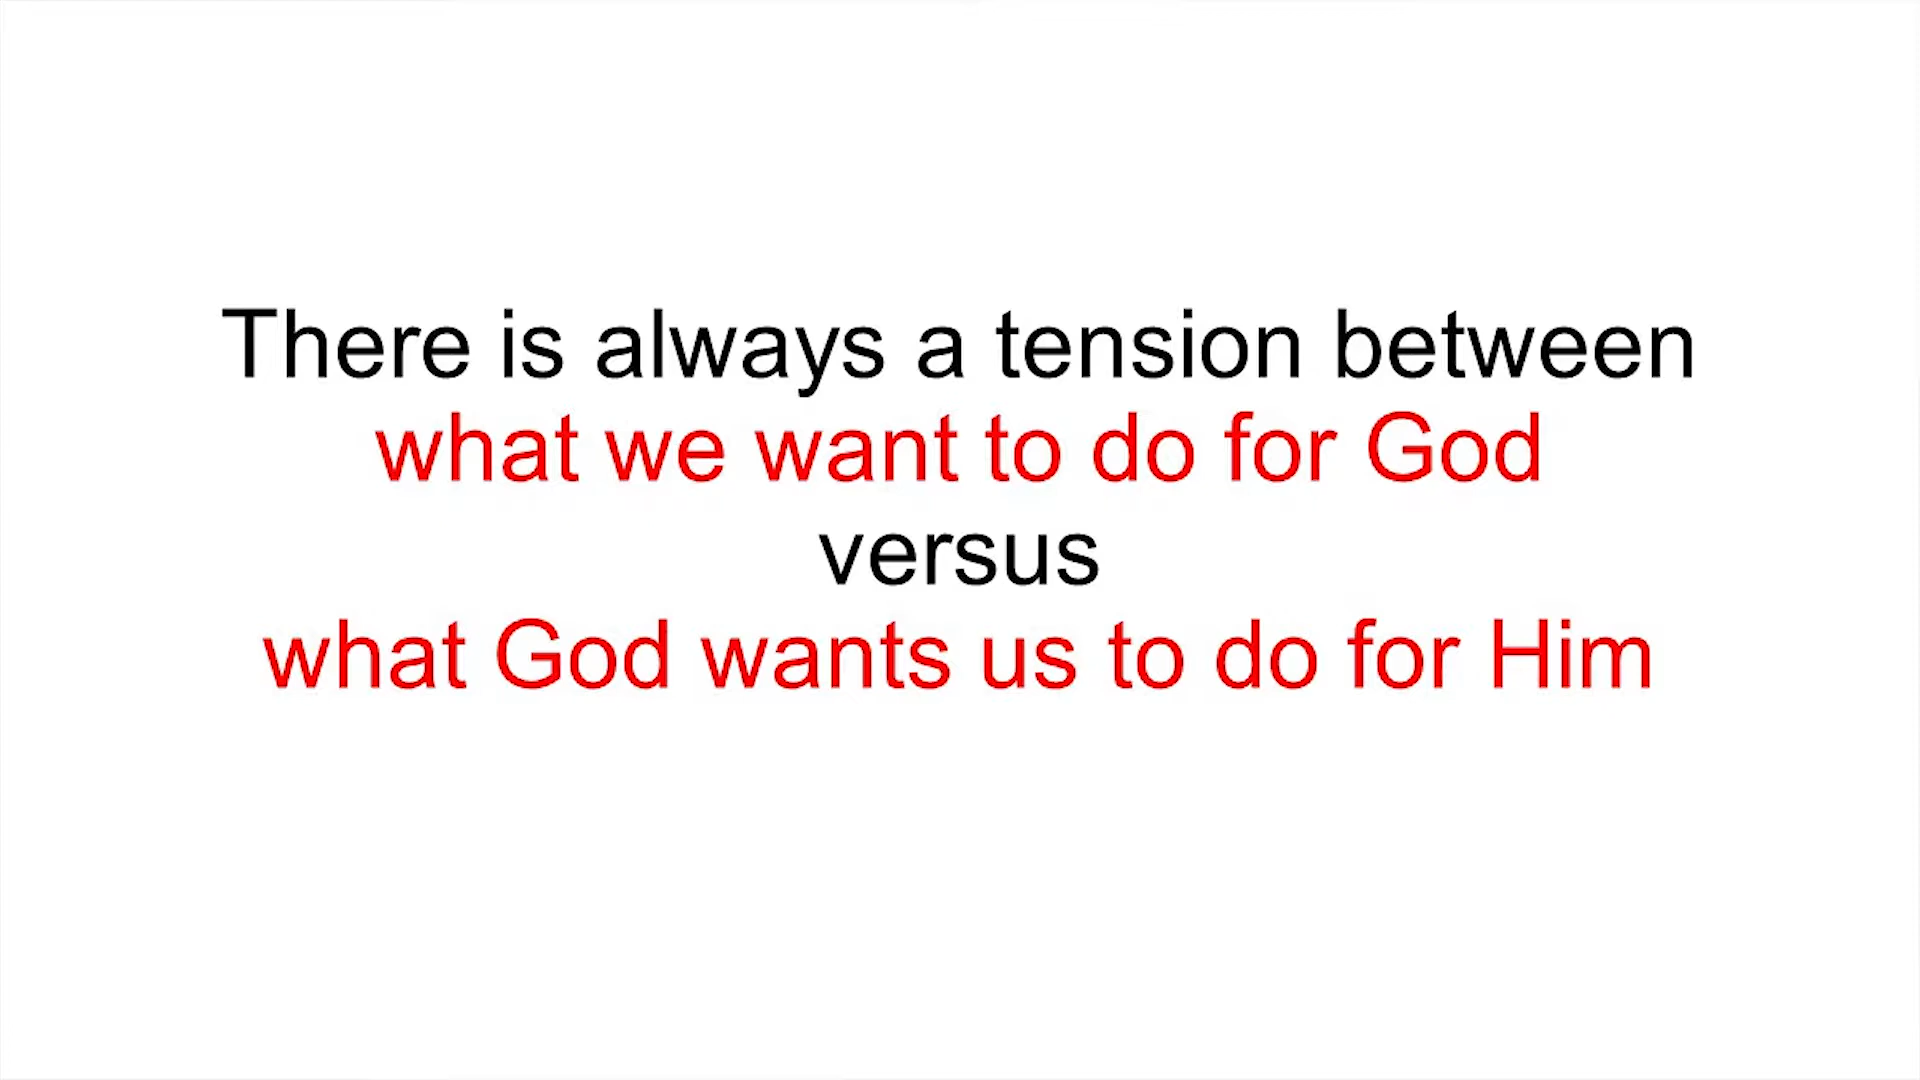 There is always a tension between
what we want to do for God
versus
what God wants us to do for Him